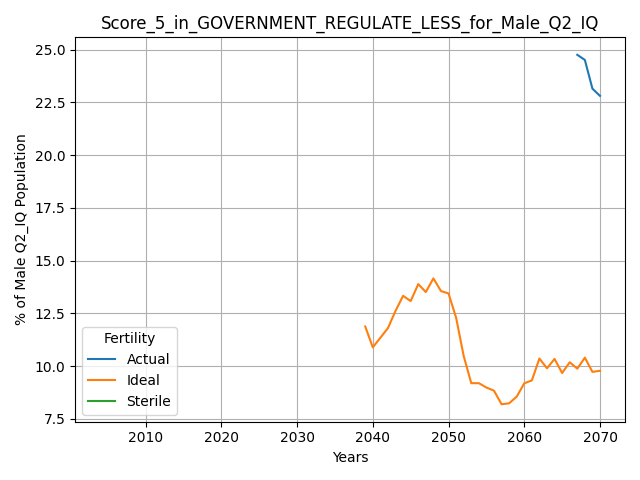 Score_5_in_GOVERNMENT_REGULATE_LESS_for_Male_Q2_IQ
% of Male Q2_IQ Population
25.0
22.5
20.0
17.5
15.0
12.5
10.0
7.5
Fertility
Actual
Ideal
Sterile
2010
2020
2030
2040
2050
2060
2070
Years